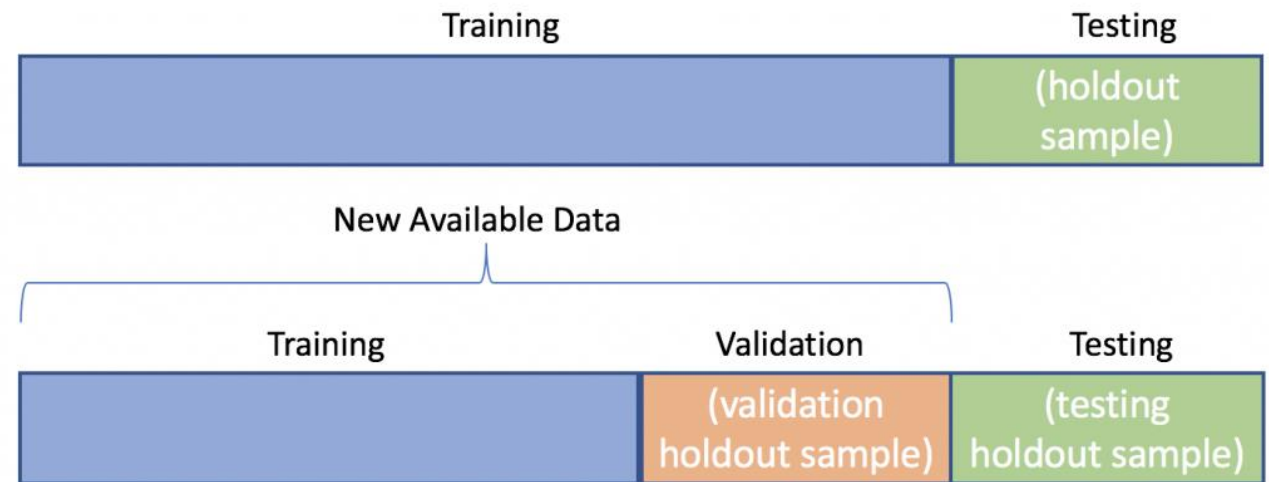 Training
Testing
(holdout
sample)
New Available Data
Training
Validation
Testing
(validation
holdout sample)
(testing
holdout sample)